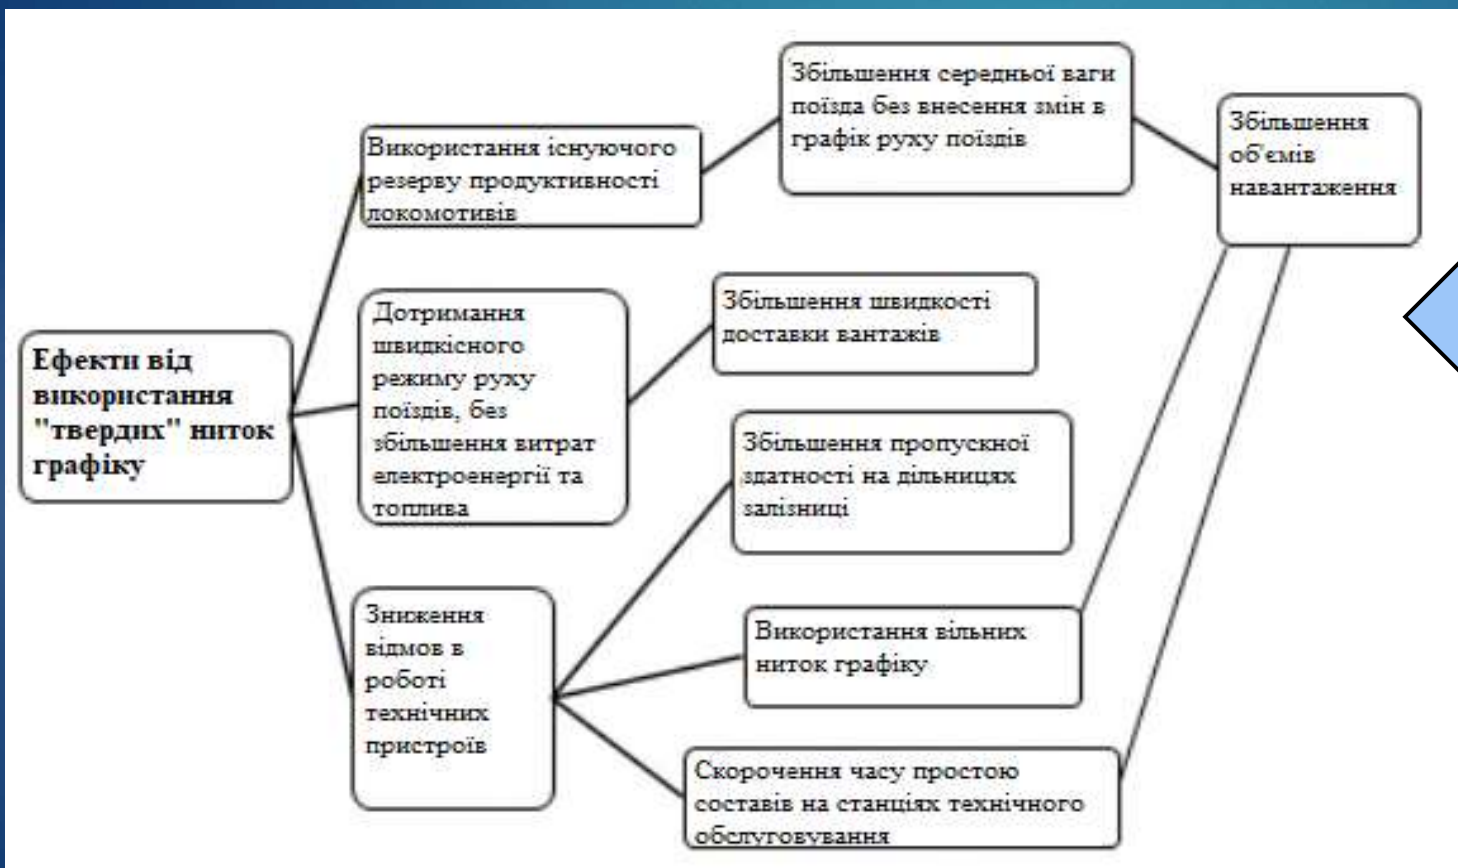 Ефекти від
використання
"твердих" ниток
графіку
Використання існуючого
резерву продуктивності
локомотивів
Дотримання
швидкісного
режиму руху
поїздів, без
збільшення витрат
електроенергії та
топлива
Зниження
відмов в
роботі
технічних
пристроїв
Збільшення середньої ваги
поїзда без внесення змін в
графік руху поїздів
Збільшення швидкості
доставки вантажів
Збільшення пропускної
здатності на дільницях
залізниці
Використання вільних
ниток графіку
Скорочення часу простою
составів на станціях технічного
обслуговування
Збільшення
об'ємів
навантаження